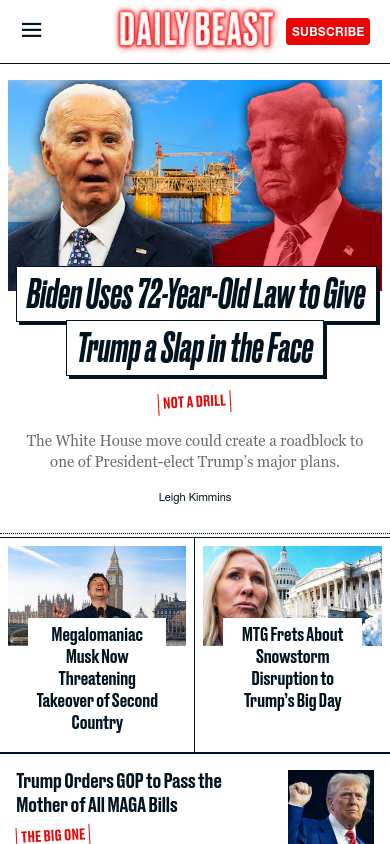 DAILY BEAST
SUBSCRIBE
Biden Uses 72-Year-Old Law to Give
Trump a Slap in the Face
NOT A DRILL
The White House move could create a roadblock to
one of President-elect Trump’s major plans.
Leigh Kimmins
Megalomaniac
Musk Now
Threatening
Takeover of Second
Country
MTG Frets About
Snowstorm
Disruption to
Trump’s Big Day
Trump Orders GOP to Pass the
Mother of All MAGA Bills
THE BIG ONE